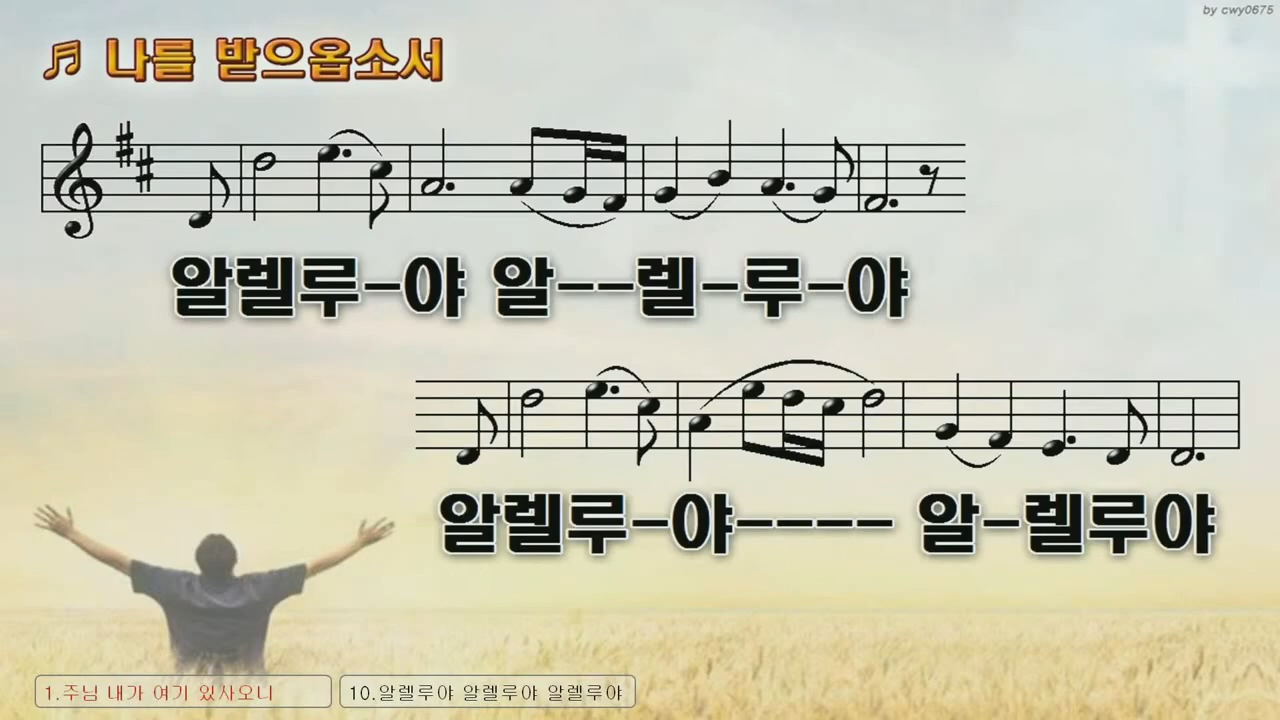 by cwy0675
나를 받으옵소서
알렐루-야 알--렐-루-야
알렐루-야---- 알-렐루야
1.주님 내가 여기 있사오니
10.알렐루야 알렐루야 알렐루야